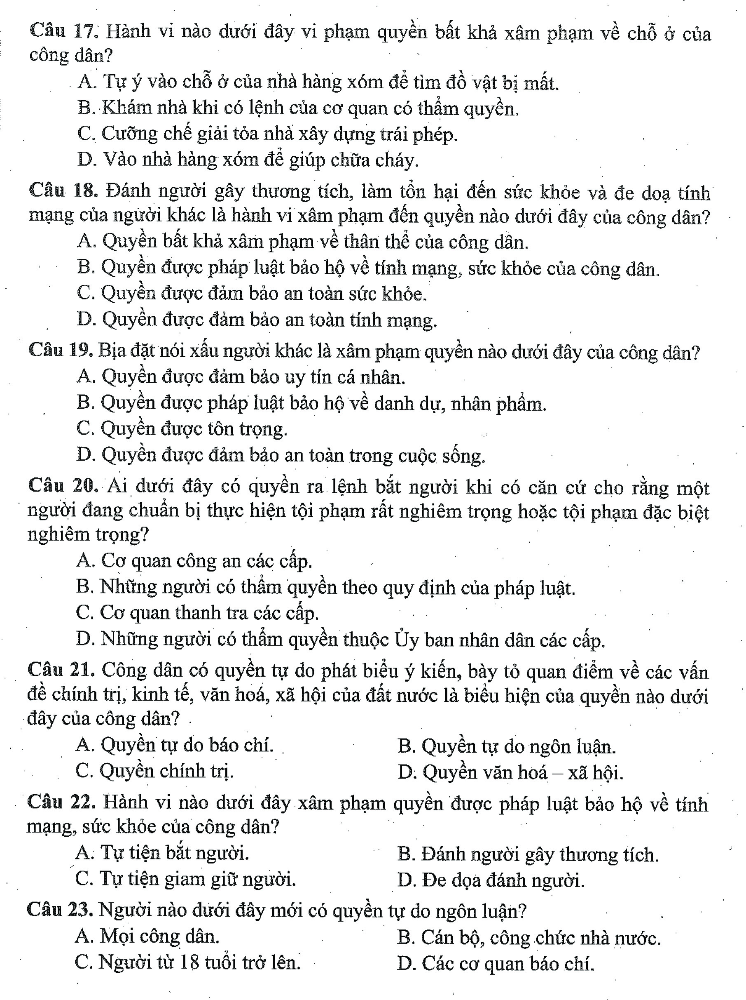 Câu 17. Hành vi nào dưới đây vi phạm quyền bất khả xâm phạm về chỗ ở của
công dân?
A. Tự ý vào chỗ ở của nhà hàng xóm để tìm đồ vật bị mất.
B. Khám nhà khi có lệnh của cơ quan có thẩm quyền.
C. Cưỡng chế giải tỏa nhà xây dựng trái phép.
D. Vào nhà hàng xóm để giúp chữa cháy.
Câu 18. Đánh người gây thương tích, làm tổn hại đến sức khỏe và đe doạ tính
mạng của người khác là hành vi xâm phạm đến quyền nào dưới đây của công dân?
A. Quyền bất khả xâm phạm về thân thể của công dân.
B. Quyền được pháp luật bảo hộ về tính mạng, sức khỏe của công dân.
C. Quyền được đảm bảo an toàn sức khỏe.
D. Quyền được đảm bảo an toàn tính mạng.
Câu 19. Bịa đặt nói xấu người khác là xâm phạm quyền nào dưới đây của công dân?
A. Quyền được đảm bảo uy tín cá nhân.
B. Quyền được pháp luật bảo hộ về danh dự, nhân phẩm.
C. Quyền được tôn trọng.
D. Quyền được đảm bảo an toàn trong cuộc sống.
Câu 20. Ai dưới đây có quyền ra lệnh bắt người khi có căn cứ cho rằng một
người đang chuẩn bị thực hiện tội phạm rất nghiêm trọng hoặc tội phạm đặc biệt
nghiêm trọng?
A. Cơ quan công an các cấp.
B. Những người có thẩm quyền theo quy định của pháp luật.
C. Cơ quan thanh tra các cấp.
D. Những người có thẩm quyền thuộc Ủy ban nhân dân các cấp.
Câu 21. Công dân có quyền tự do phát biểu ý kiến, bày tỏ quan điểm về các vấn
đề chính trị, kinh tế, văn hoá, xã hội của đất nước là biểu hiện của quyền nào dưới
đây của công dân?
A. Quyền tự do báo chí.
B. Quyền tự do ngôn luận.
C. Quyền chính trị.
D. Quyền văn hoá – xã hội.
Câu 22. Hành vi nào dưới đây xâm phạm quyền được pháp luật bảo hộ về tính
mạng, sức khỏe của công dân?
A. Tự tiện bắt người.
B. Đánh người gây thương tích.
C. Tự tiện giam giữ người.
D. Đe dọa đánh người.
Câu 23. Người nào dưới đây mới có quyền tự do ngôn luận?
A. Mọi công dân.
B. Cán bộ, công chức nhà nước.
C. Người từ 18 tuổi trở lên.
D. Các cơ quan báo chí.